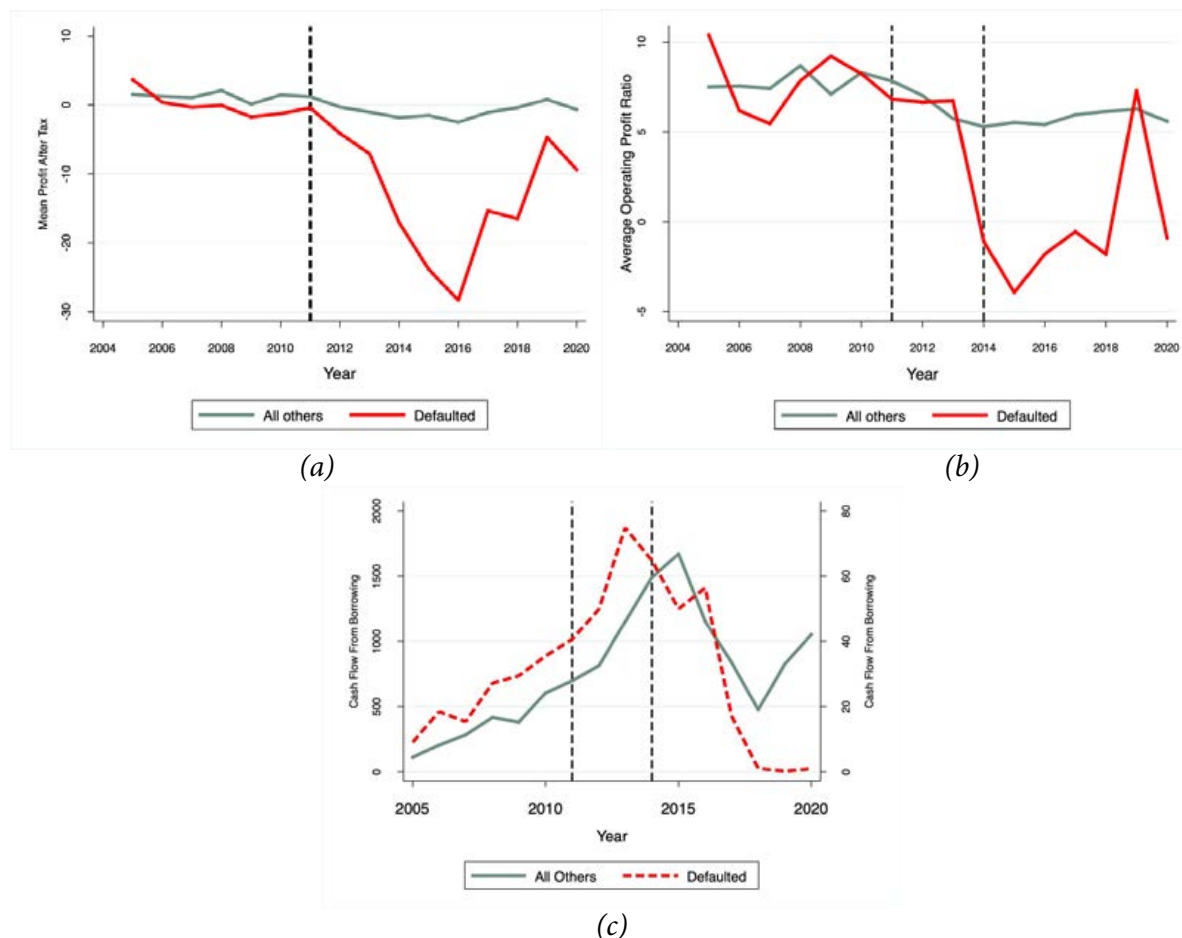 10
0
-10
-20
-30
Mean Profit After Tax
2004 2006 2008 2010 2012 2014 2016 2018 2020
Year
All others Defaulted
(a)
10
5
0
-5
Average Operating Profit Ratio
2004 2006 2008 2010 2012 2014 2016 2018 2020
Year
All others Defaulted
(b)
2000
1500
1000
500
0
Cash Flow From Borrowing
80
60
40
20
0
Cash Flow From Borrowing
2005 2010 2015 2020
Year
All Others Defaulted
(c)